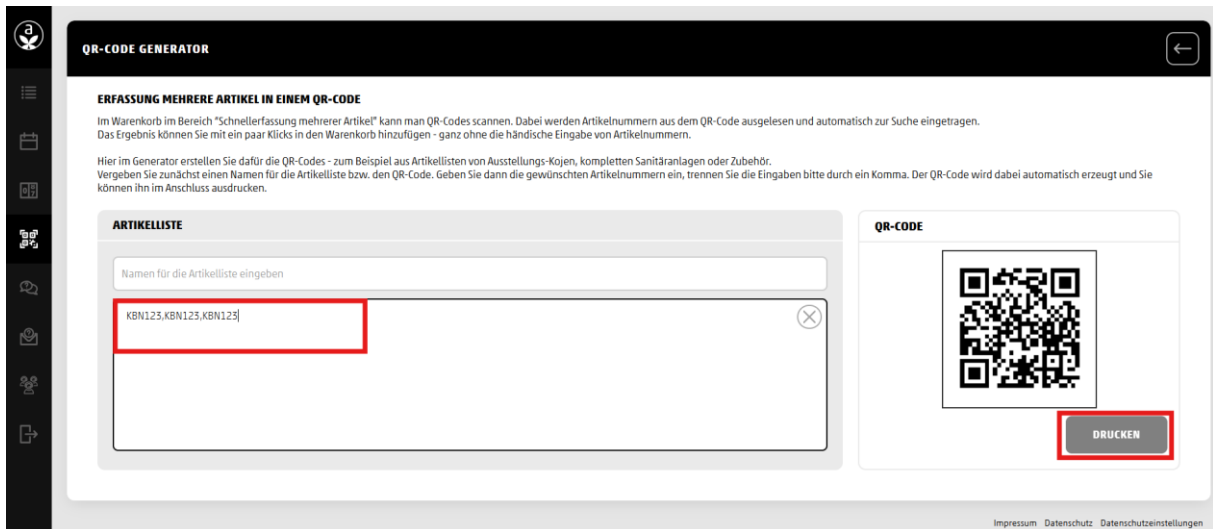 a
QR-CODE GENERATOR
ERFASSUNG MEHRERE ARTIKEL IN EINEM QR-CODE
Im Warenkorb im Bereich "Schnellerfassung mehrerer Artikel" kann man QR-Codes scannen. Dabei werden Artikelnummern aus dem QR-Code ausgelesen und automatisch zur Suche eingetragen.
Das Ergebnis können Sie mit ein paar Klicks in den Warenkorb hinzufügen - ganz ohne die händische Eingabe von Artikelnummern.
Hier im Generator erstellen Sie dafür die QR-Codes - zum Beispiel aus Artikellisten von Ausstellungs-Kojen, kompletten Sanitäranlagen oder Zubehör.
Vergeben Sie zunächst einen Namen für die Artikelliste bzw. den QR-Code. Geben Sie dann die gewünschten Artikelnummern ein, trennen Sie die Eingaben bitte durch ein Komma. Der QR-Code wird dabei automatisch erzeugt und Sie
können ihn im Anschluss ausdrucken.
ARTIKELLISTE
QR-CODE
Namen für die Artikelliste eingeben
KBN123,KBN123,KBN123
DRUCKEN
Impressum Datenschutz Datenschutzeinstellungen